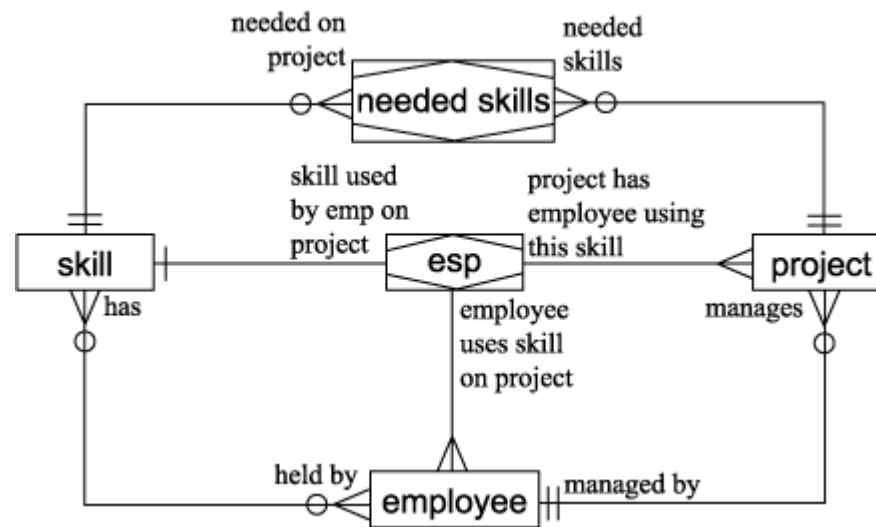 needed on
project
needed
skills
needed skills
skill used
by emp on
project
project has
employee using
this skill
skill
esp
project
has
employee
uses skill
on project
manages
held by
employee
managed by